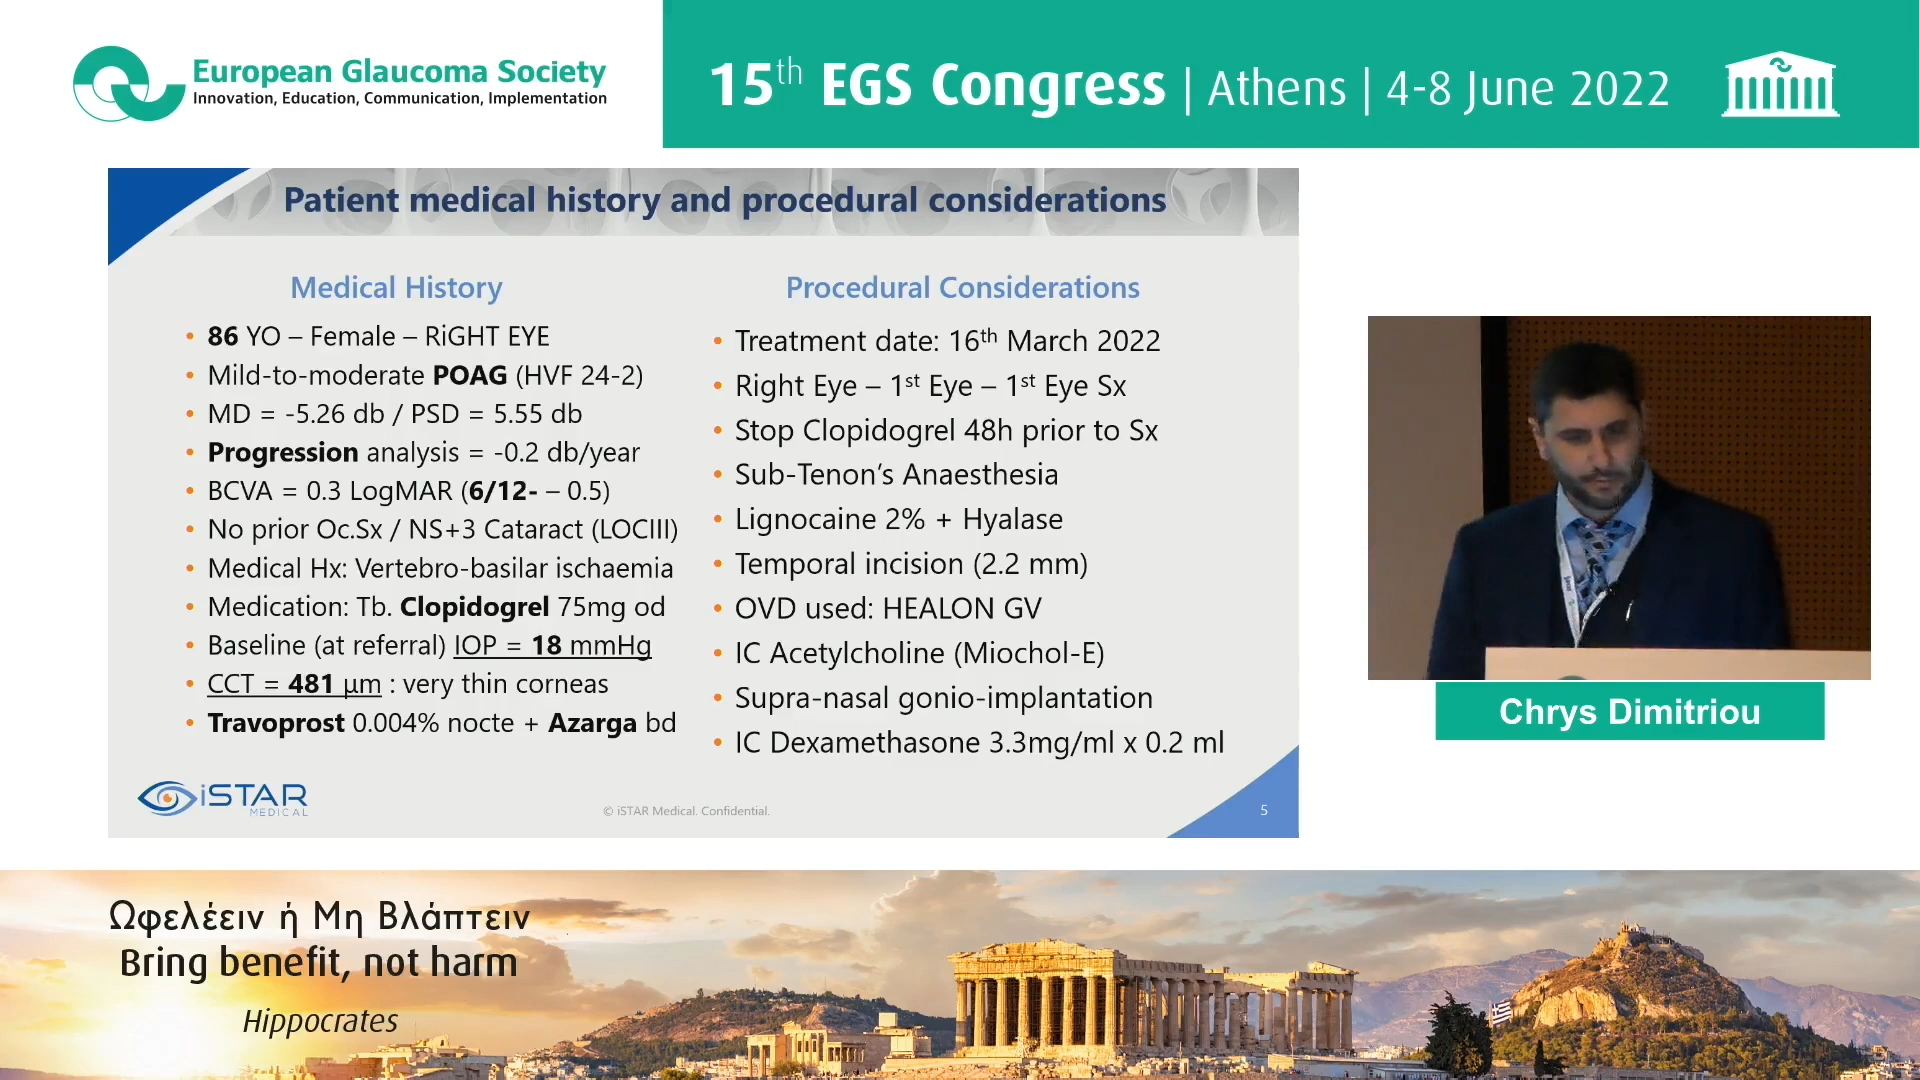 European Glaucoma Society
Innovation, Education, Communication, Implementation
15th EGS Congress | Athens | 4-8 June 2022
Patient medical history and procedural considerations
Medical History
• 86 YO – Female – RiGHT EYE
• Mild-to-moderate POAG (HVF 24-2)
• MD = -5.26 db / PSD = 5.55 db
• Progression analysis = -0.2 db/year
• BCVA = 0.3 LogMAR (6/12- – 0.5)
• No prior Oc.Sx / NS+3 Cataract (LOCIII)
• Medical Hx: Vertebro-basilar ischaemia
• Medication: Tb. Clopidogrel 75mg od
• Baseline (at referral) IOP = 18 mmHg
• CCT = 481 µm : very thin corneas
• Travoprost 0.004% nocte + Azarga bd
Procedural Considerations
• Treatment date: 16th March 2022
• Right Eye – 1st Eye – 1st Eye Sx
• Stop Clopidogrel 48h prior to Sx
• Sub-Tenon’s Anaesthesia
• Lignocaine 2% + Hyalase
• Temporal incision (2.2 mm)
• OVD used: HEALON GV
• IC Acetylcholine (Miochol-E)
• Supra-nasal gonio-implantation
• IC Dexamethasone 3.3mg/ml x 0.2 ml
iSTAR
MEDICAL
© iSTAR Medical. Confidential.
5
Chrys Dimitriou
Ωφελέειν ή Μη Βλάπτειν
Bring benefit, not harm
Hippocrates